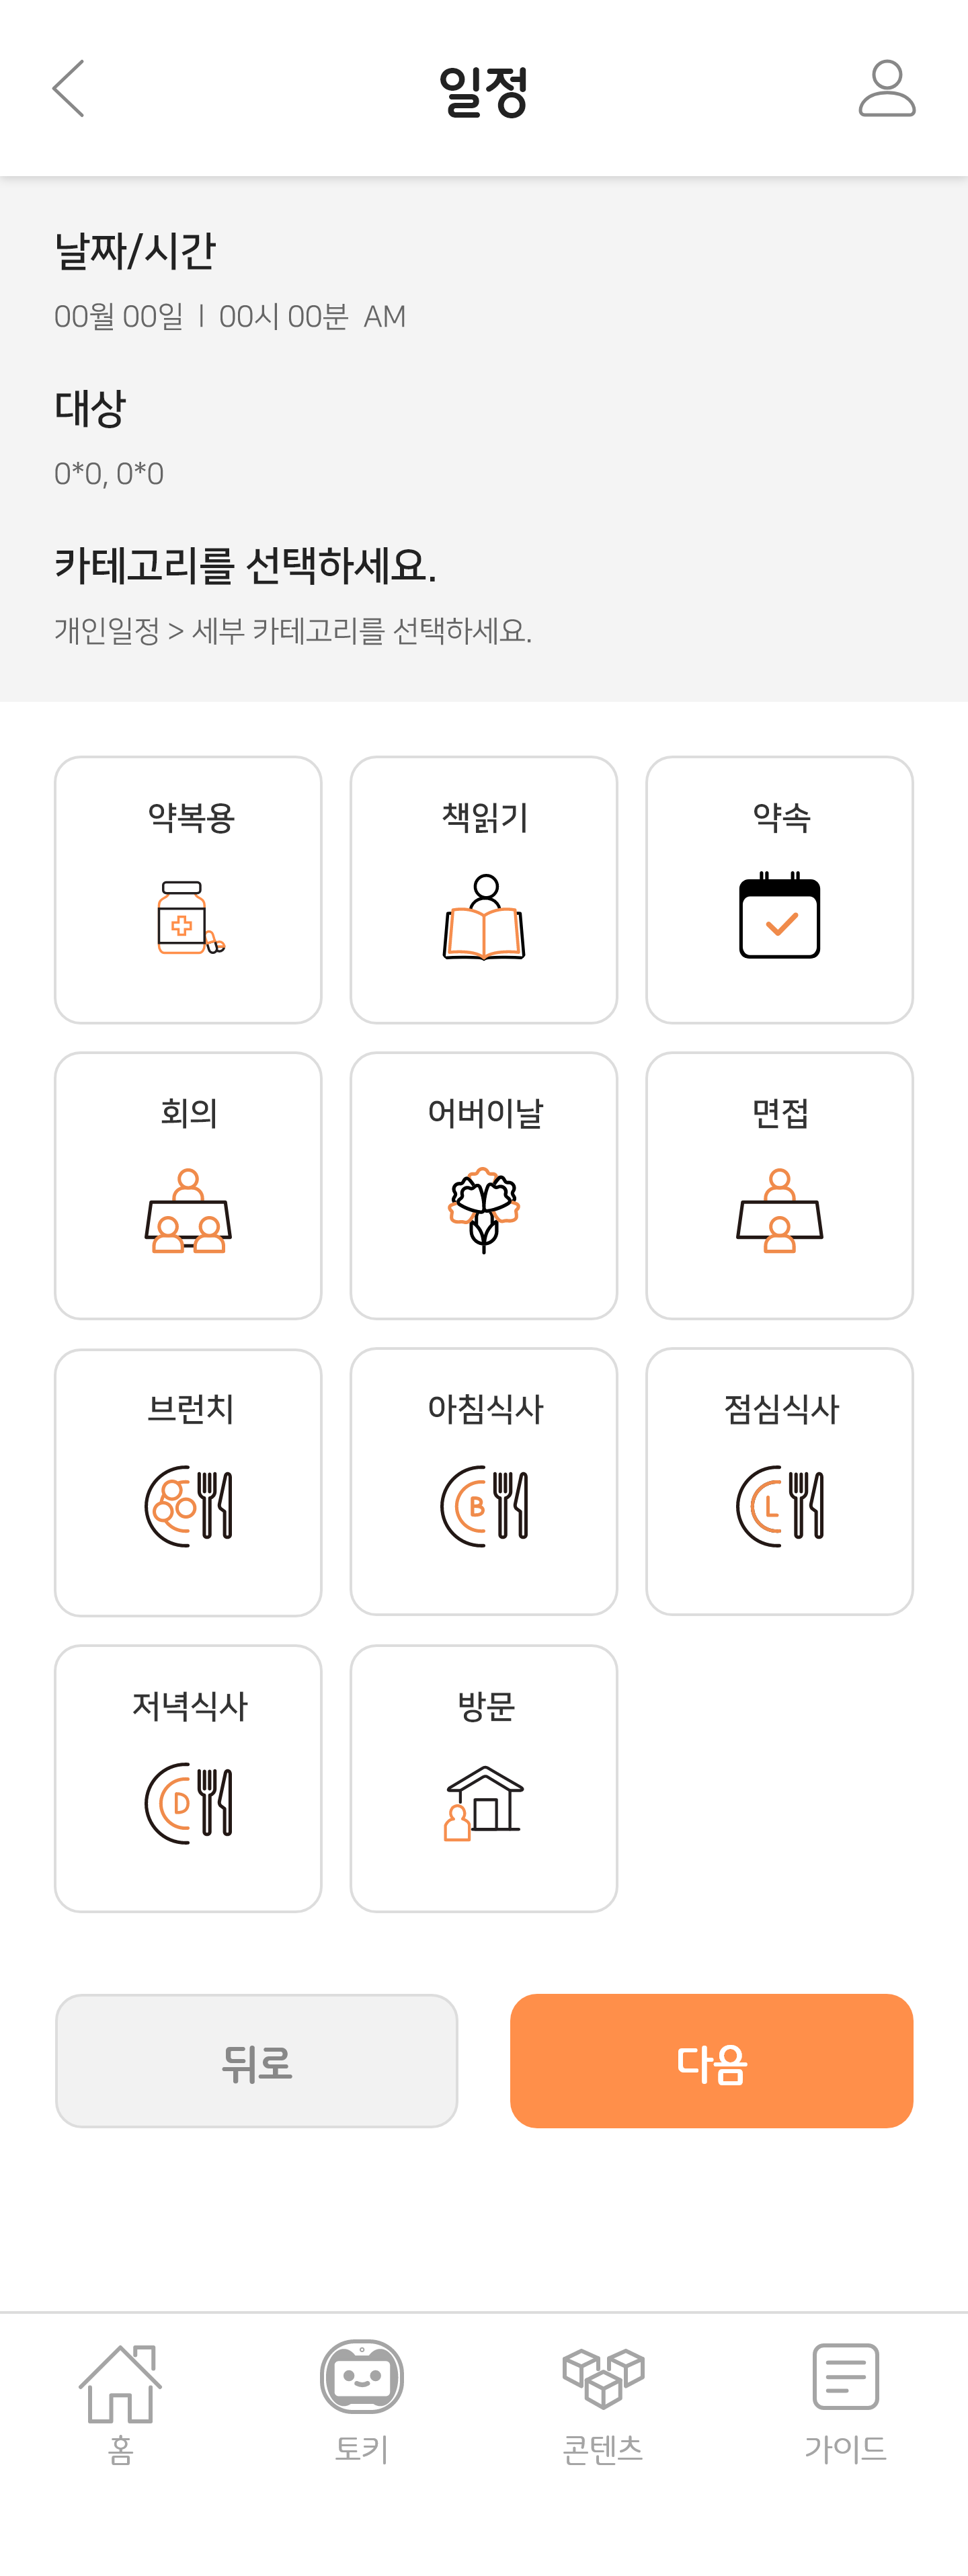 일정
날짜/시간
00월 00일 | 00시 00분 AM
대상
0*0, 0*0
카테고리를 선택하세요.
개인일정 > 세부 카테고리를 선택하세요.
약복용
책읽기
약속
회의
어버이날
면접
브런치
아침식사
점심식사
B
L
저녁식사
방문
D
뒤로
다음
홈
토키
콘텐츠
가이드